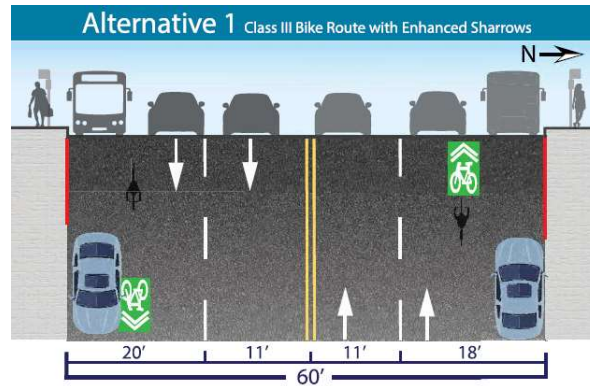 Alternative 1 Class III Bike Route with Enhanced Sharrows
N
20′ 11′ 11′ 18′
60′